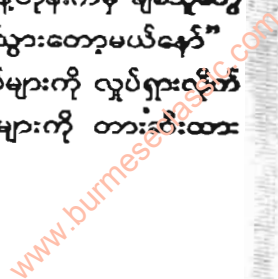 သွားတော့မယ်နော်”
များကို လှုပ်ရှားလိုက်
များကို တားဆီးထား
www.burmeseclassic.com